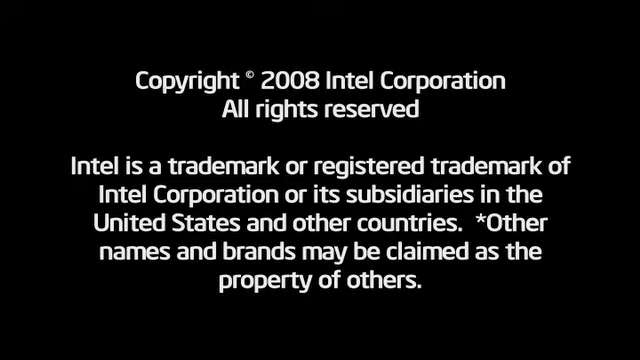 Copyright © 2008 Intel Corporation
All rights reserved
Intel is a trademark or registered trademark of
Intel Corporation or its subsidiaries in the
United States and other countries.  *Other
names and brands may be claimed as the
property of others.